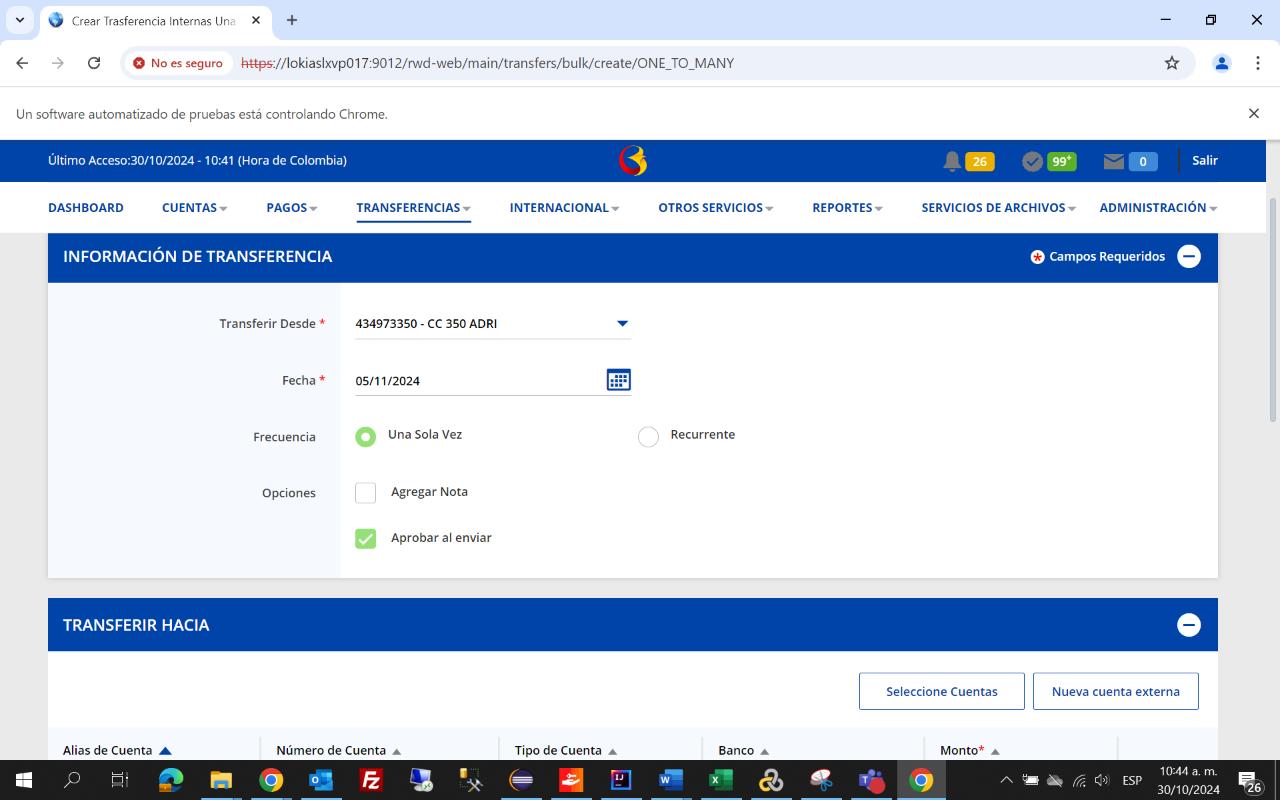 Crear Trasferencia Internas Una
No es seguro
https://lokiaslxvp017:9012/rwd-web/main/transfers/bulk/create/ONE_TO_MANY
Un software automatizado de pruebas está controlando Chrome.
Último Acceso:30/10/2024 - 10:41 (Hora de Colombia)
26
99+
0
Salir
DASHBOARD CUENTAS PAGOS TRANSFERENCIAS INTERNACIONAL OTROS SERVICIOS REPORTES SERVICIOS DE ARCHIVOS ADMINISTRACIÓN
INFORMACIÓN DE TRANSFERENCIA
* Campos Requeridos
Transferir Desde * 434973350 - CC 350 ADRI
Fecha * 05/11/2024
Frecuencia Una Sola Vez Recurrente
Opciones Agregar Nota
Aprobar al enviar
TRANSFERIR HACIA
Seleccione Cuentas Nueva cuenta externa
Alias de Cuenta Número de Cuenta Tipo de Cuenta Banco Monto*
ESP
10:44 a. m.
30/10/2024
26